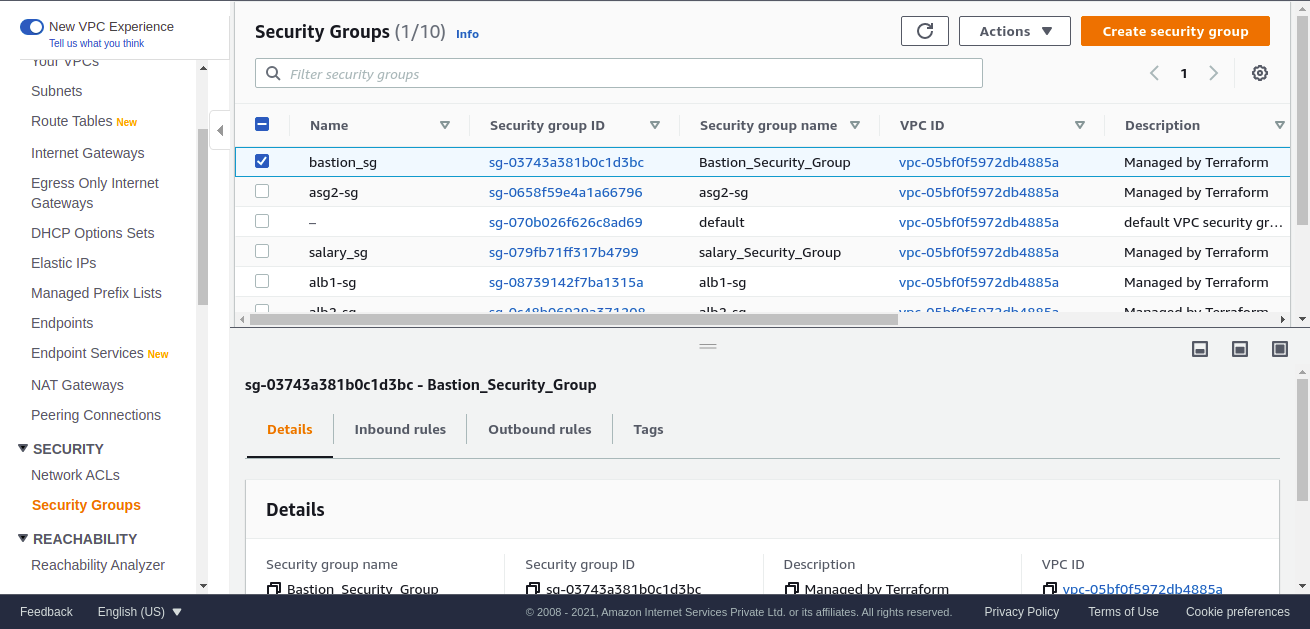 New VPC Experience
Tell us what you think
Your VPCs
Subnets
Route Tables New
Internet Gateways
Egress Only Internet
Gateways
DHCP Options Sets
Elastic IPs
Managed Prefix Lists
Endpoints
Endpoint Services New
NAT Gateways
Peering Connections
SECURITY
Network ACLs
Security Groups
REACHABILITY
Reachability Analyzer
Security Groups (1/10) Info
Actions
Create security group
Filter security groups
1
Name Security group ID Security group name VPC ID Description
bastion_sg sg-03743a381b0c1d3bc Bastion_Security_Group vpc-05bf0f5972db4885a Managed by Terraform
asg2-sg sg-0658f59e4a1a66796 asg2-sg vpc-05bf0f5972db4885a Managed by Terraform
– sg-070b026f626c8ad69 default vpc-05bf0f5972db4885a default VPC security gr…
salary_sg sg-079fb71ff317b4799 salary_Security_Group vpc-05bf0f5972db4885a Managed by Terraform
alb1-sg sg-08739142f7ba1315a alb1-sg vpc-05bf0f5972db4885a Managed by Terraform
alb2-sg alb2-sg vpc-05bf0f5972db4885a Managed by Terraform
sg-03743a381b0c1d3bc - Bastion_Security_Group
Details Inbound rules Outbound rules Tags
Details
Security group name Security group ID Description VPC ID
Bastion_Security_Group sg-03743a381b0c1d3bc Managed by Terraform vpc-05bf0f5972db4885a
Feedback English (US) © 2008 - 2021, Amazon Internet Services Private Ltd. or its affiliates. All rights reserved. Privacy Policy Terms of Use Cookie preferences